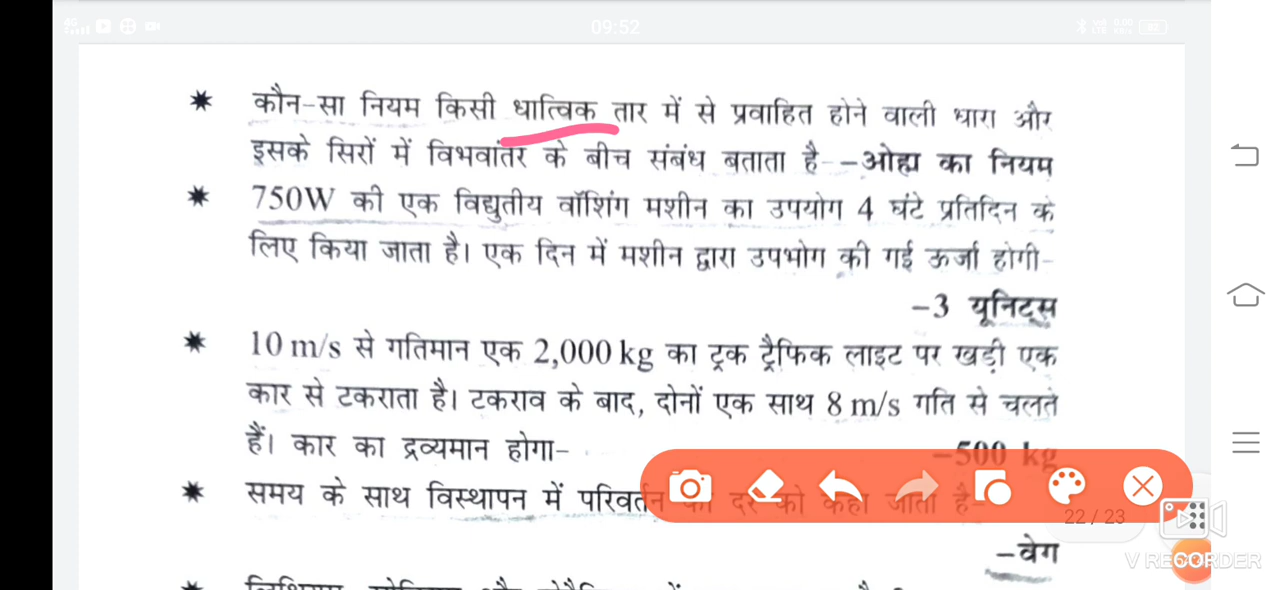 09:52
कौन-सा नियम किसी धात्विक तार में से प्रवाहित होने वाली धारा और
इसके सिरों में विभवांतर के बीच संबंध बताता है- -ओह्म का नियम
750W की एक विद्युतीय वॉशिंग मशीन का उपयोग 4 घंटे प्रतिदिन के
लिए किया जाता है। एक दिन में मशीन द्वारा उपभोग की गई ऊर्जा होगी-
-3 यूनिट्स
10 m/s से गतिमान एक 2,000 kg का ट्रक ट्रैफिक लाइट पर खड़ी एक
कार से टकराता है। टकराव के बाद, दोनों एक साथ 8 m/s गति से चलते
हैं। कार का द्रव्यमान होगा- -500 kg
समय के साथ विस्थापन में परिवर्तन की दर को कहा जाता है-
22 / 23
-वेग
V RECORDER